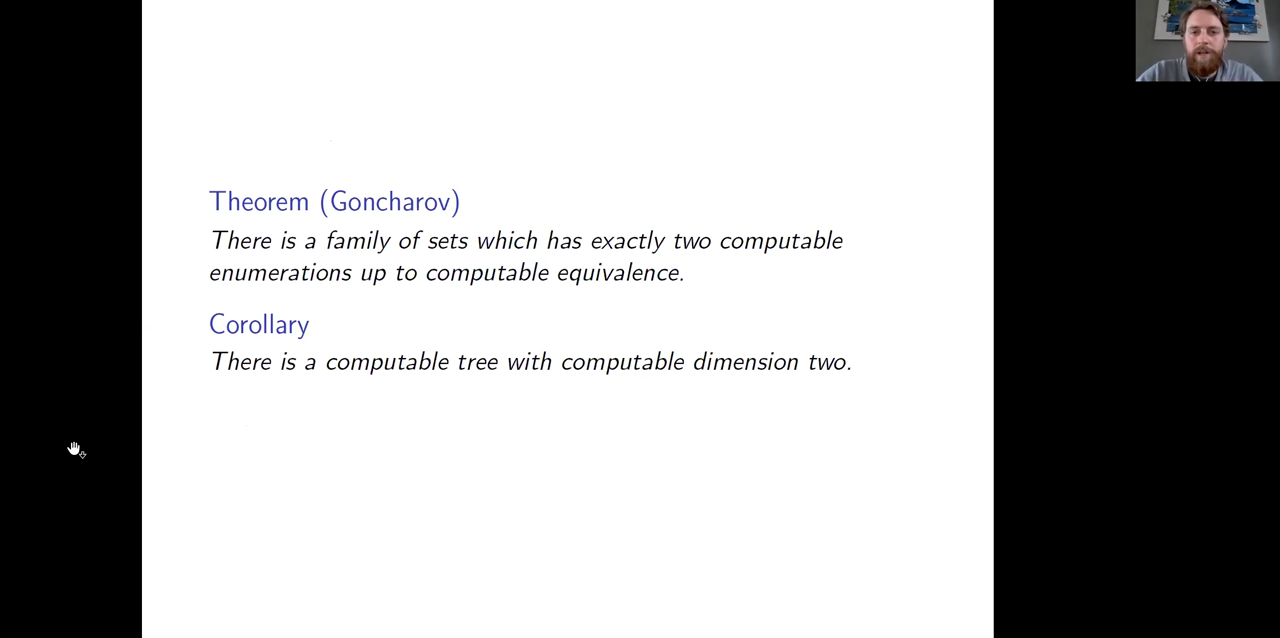 Theorem (Goncharov)
There is a family of sets which has exactly two computable
enumerations up to computable equivalence.
Corollary
There is a computable tree with computable dimension two.